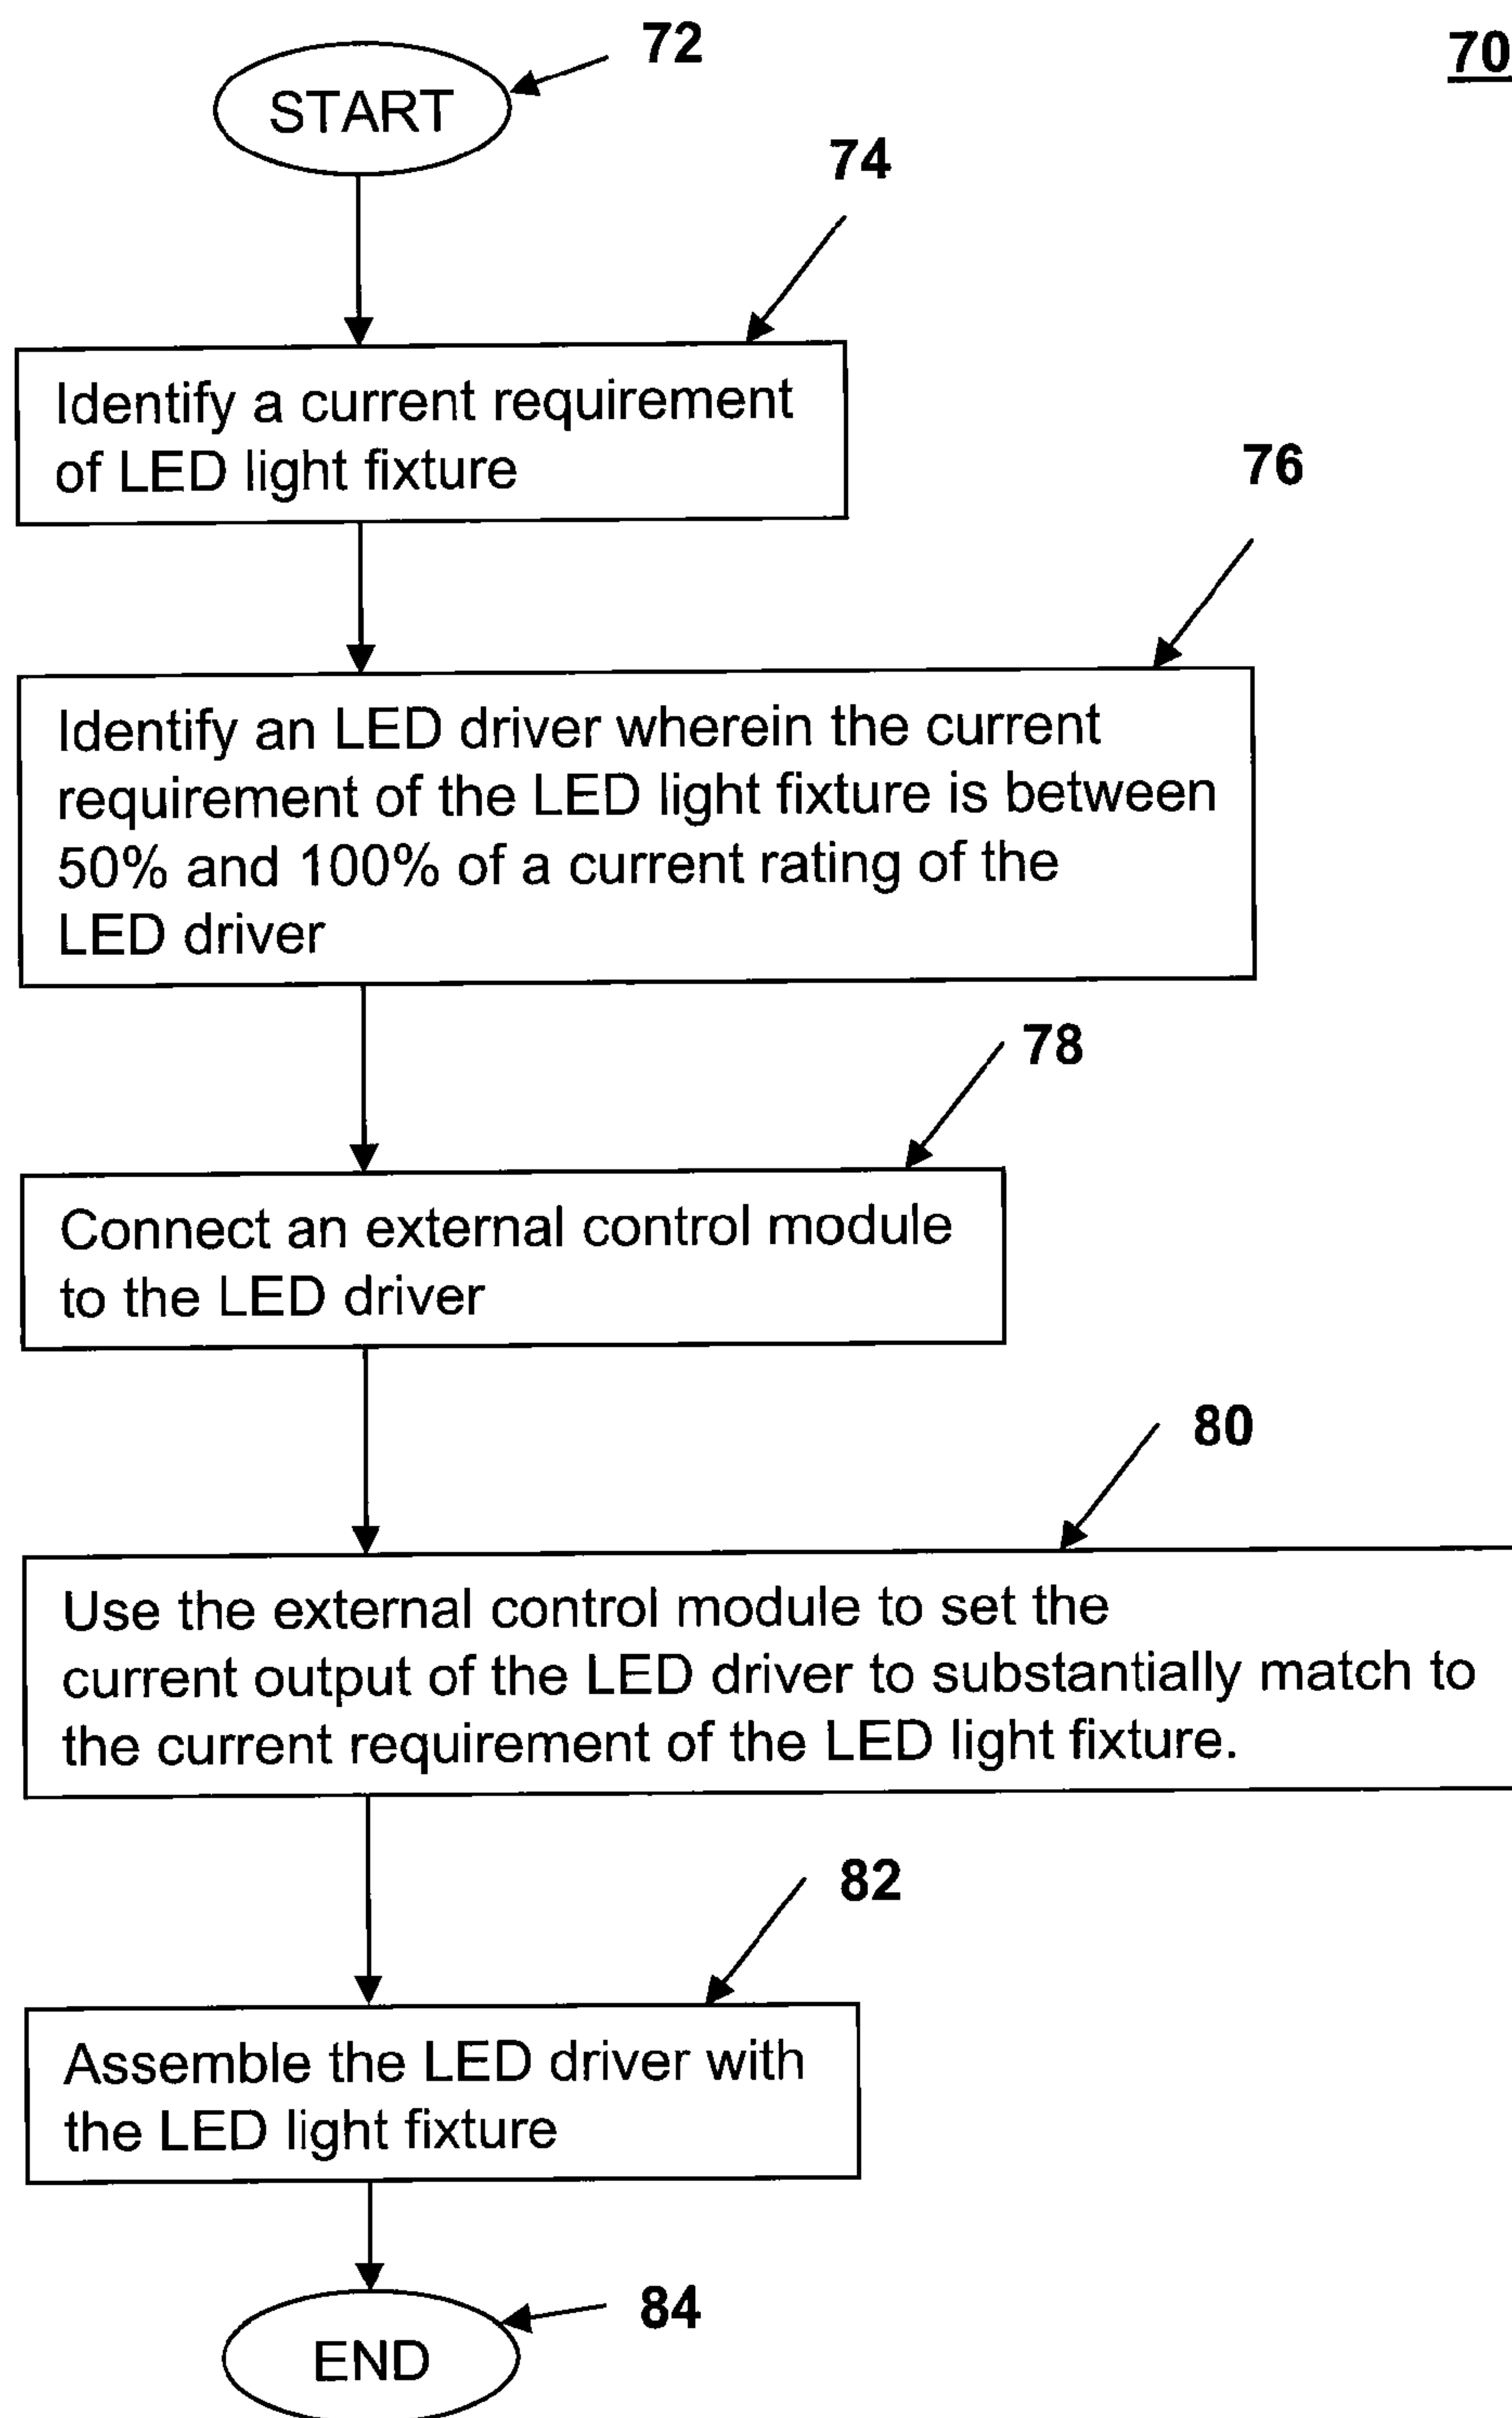 72
70
START
74
Identify a current requirement
of LED light fixture
76
Identify an LED driver wherein the current
requirement of the LED light fixture is between
50% and 100% of a current rating of the
LED driver
78
Connect an external control module
to the LED driver
80
Use the external control module to set the
current output of the LED driver to substantially match to
the current requirement of the LED light fixture.
82
Assemble the LED driver with
the LED light fixture
84
END